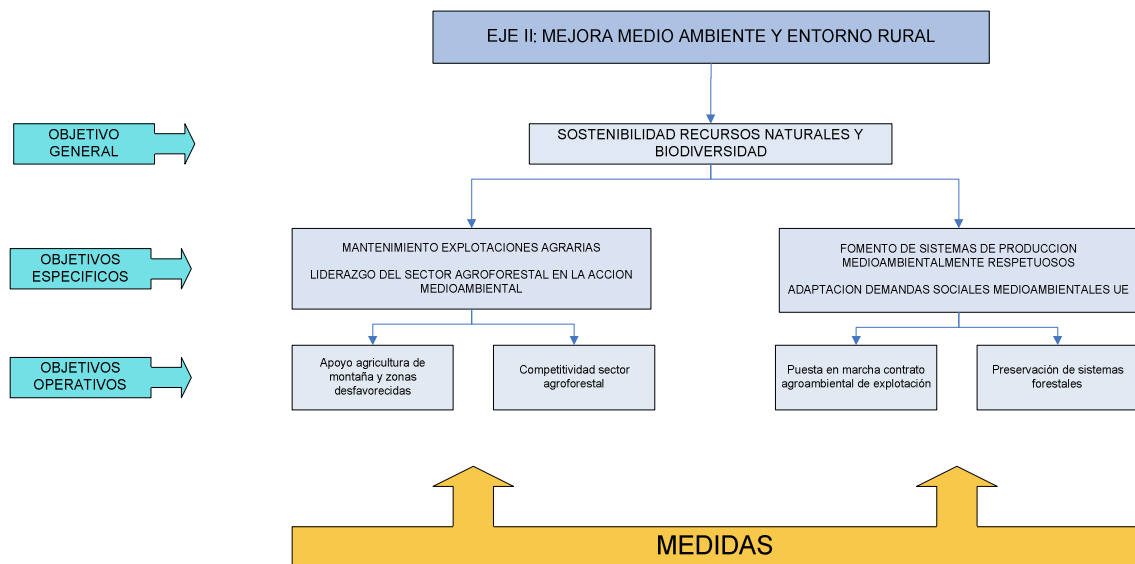 EJE II: MEJORA MEDIO AMBIENTE Y ENTORNO RURAL
OBJETIVO
GENERAL
SOSTENIBILIDAD RECURSOS NATURALES Y
BIODIVERSIDAD
OBJETIVOS
ESPECIFICOS
MANTENIMIENTO EXPLOTACIONES AGRARIAS
LIDERAZGO DEL SECTOR AGROFORESTAL EN LA ACCION
MEDIOAMBIENTAL
FOMENTO DE SISTEMAS DE PRODUCCION
MEDIOAMBIENTALMENTE RESPETUOSOS
ADAPTACION DEMANDAS SOCIALES MEDIOAMBIENTALES UE
OBJETIVOS
OPERATIVOS
Apoyo agricultura de
montaña y zonas
desfavorecidas
Competitividad sector
agroforestal
Puesta en marcha contrato
agroambiental de explotación
Preservación de sistemas
forestales
MEDIDAS